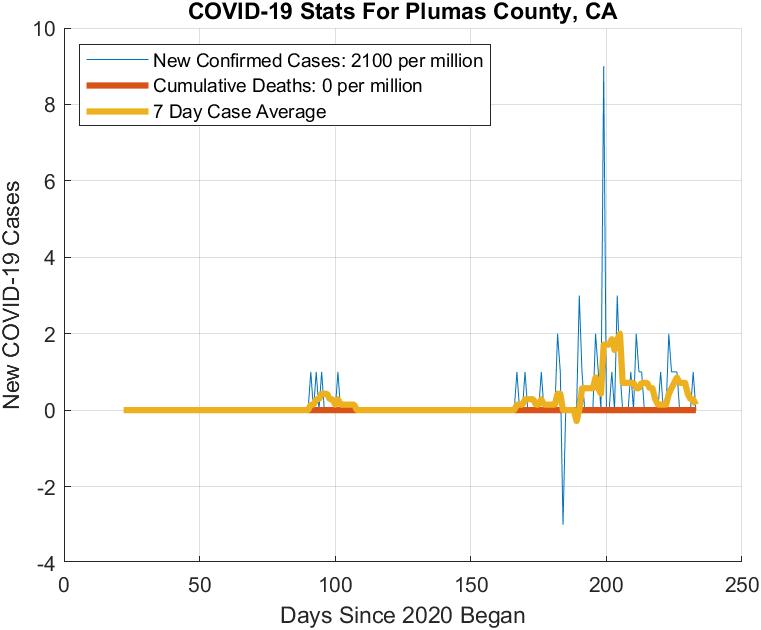 COVID-19 Stats For Plumas County, CA
New Confirmed Cases: 2100 per million
Cumulative Deaths: 0 per million
7 Day Case Average
10
8
6
4
2
0
-2
-4
New COVID-19 Cases
0 50 100 150 200 250
Days Since 2020 Began